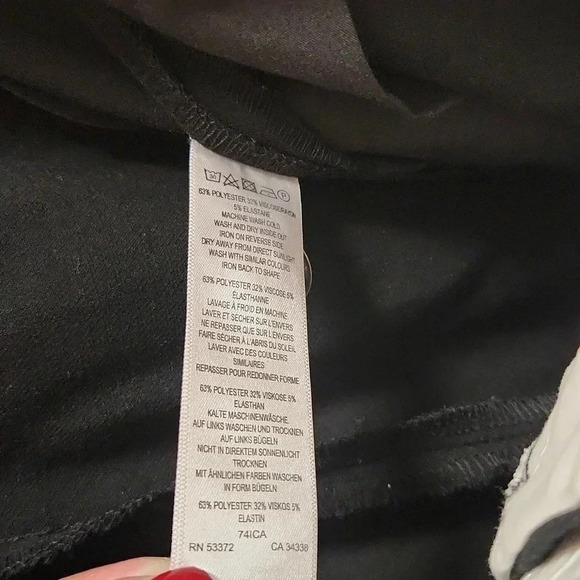 63% POLYESTER 32% VISCOSE/RAYON
5% ELASTANE
MACHINE WASH COLD
WASH AND DRY INSIDE OUT
IRON ON REVERSE SIDE
DRY AWAY FROM DIRECT SUNLIGHT
WASH WITH SIMILAR COLOURS
IRON BACK TO SHAPE
63% POLYESTER 32% VISCOSE 5%
ÉLASTHANNE
LAVAGE À FROID EN MACHINE
LAVER ET SÉCHER SUR L'ENVERS
NE REPASSER QUE SUR L'ENVERS
FAIRE SÉCHER À L'ABRIS DU SOLEIL
LAVER AVEC DES COULEURS
SIMILAIRES
REPASSER POUR REDONNER FORME
63% POLYESTER 32% VISKOSE 5%
ELASTHAN
KALTE MASCHINENWÄSCHE
AUF LINKS WASCHEN UND TROCKNEN
AUF LINKS BÜGELN
NICHT IN DIREKTEM SONNENLICHT
TROCKNEN
MIT ÄHNLICHEN FARBEN WASCHEN
IN FORM BÜGELN
63% POLYESTER 32% VISKOS 5%
ELASTIN
74ICA
RN 53372 CA 34338